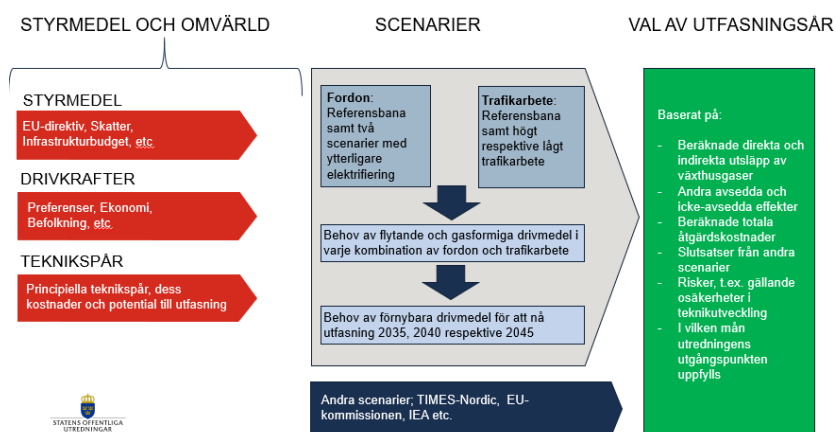 STYRMEDEL OCH OMVÄRLD
SCENARIER
VAL AV UTFASNINGSÅR
STYRMEDEL
EU-direktiv, Skatter,
Infrastrukturbudget, etc
DRIVKRAFTER
Preferenser, Ekonomi,
Befolkning, etc
TEKNIKSPÅR
Principiella teknikspår, dess
kostnader och potential till utfasning
Fordon:
Referensbana
samt två
scenarier med
ytterligare
elektrifiering
Trafikarbete:
Referensbana
samt högt
respektive lågt
trafikarbete
Behov av flytande och gasformiga drivmedel i
varje kombination av fordon och trafikarbete
Behov av förnybara drivmedel för att nå
utfasning 2035, 2040 respektive 2045
Andra scenarier; TIMES-Nordic, EU-
kommissionen, IEA etc.
Baserat på:
- Beräknade direkta och
indirekta utsläpp av
växthusgaser
- Andra avsedda och
icke-avsedda effekter
- Beräknade totala
åtgärdskostnader
- Slutsatser från andra
scenarier
- Risker, t.ex. gällande
osäkerheter i
teknikutveckling
- I vilken mån
utredningens
utgångspunkten
uppfylls
STATENS OFFENTLIGA
UTREDNINGAR